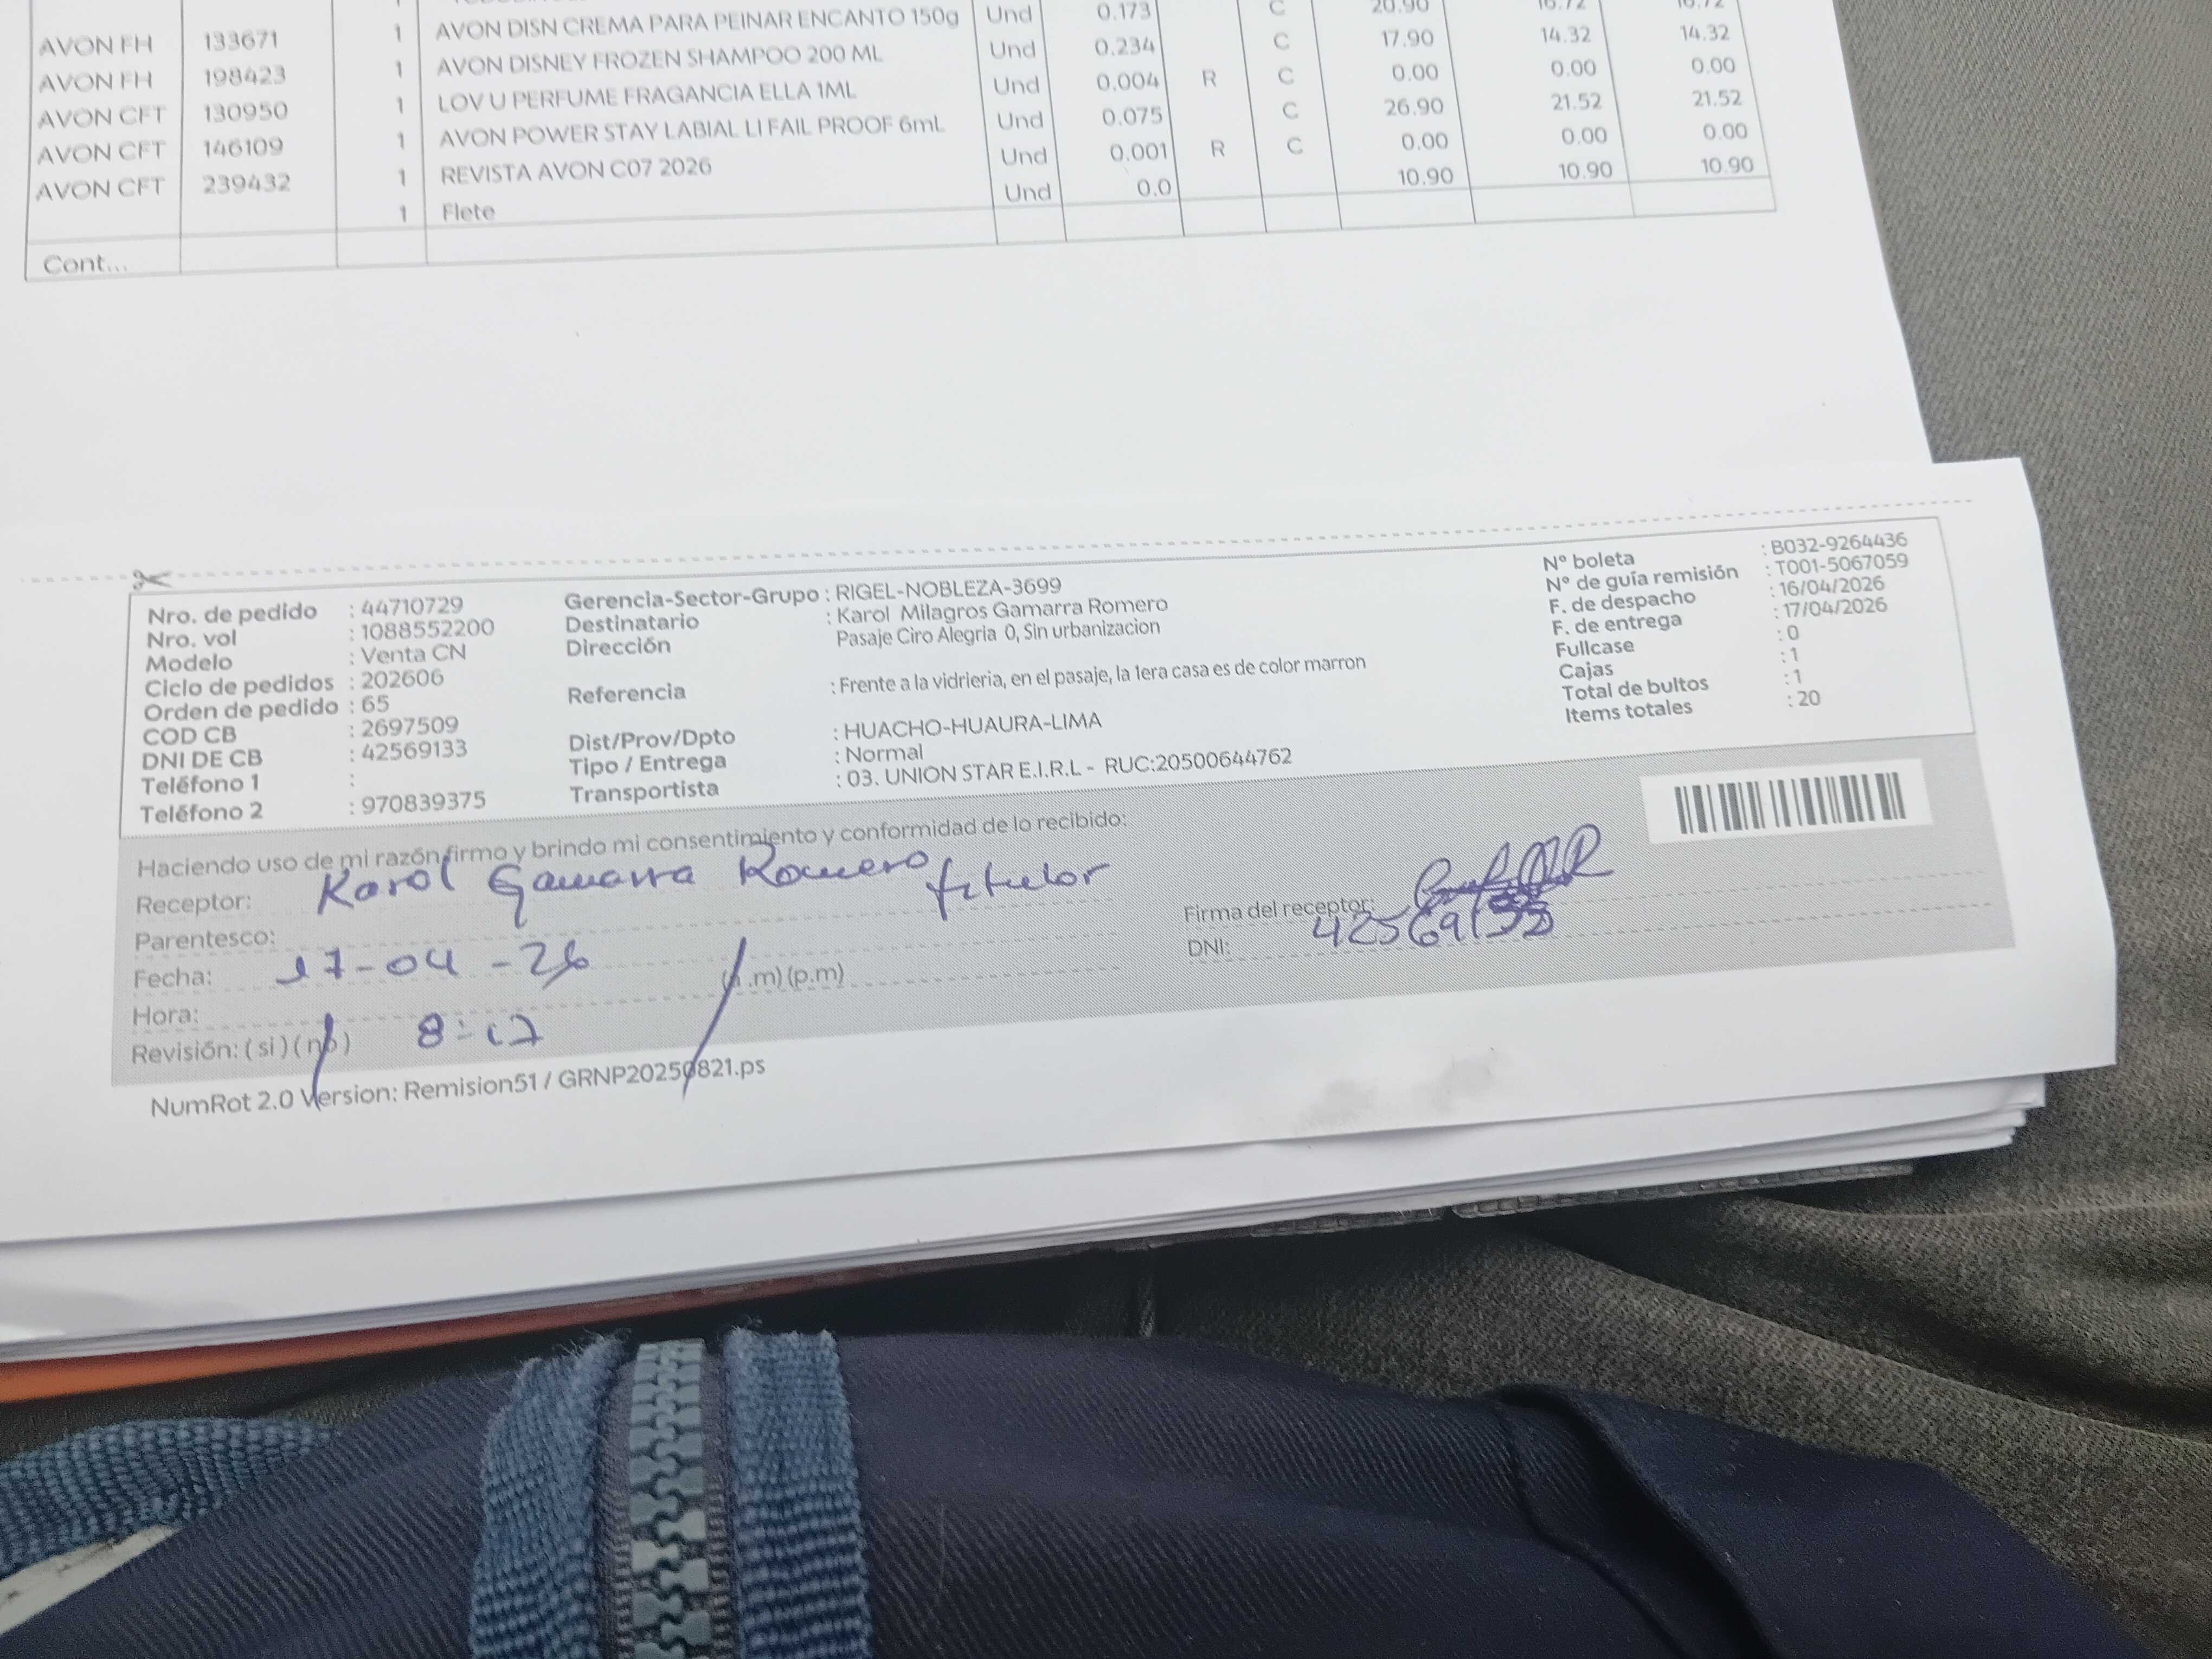 AVON DISN CREMA PARA PEINAR ENCANTO 150g Und 0.173 C 20.90 16.72 16.72
AVON FH 133671 1 AVON DISNEY FROZEN SHAMPOO 200 ML Und 0.234 C 17.90 14.32 14.32
AVON FH 198423 1 LOV U PERFUME FRAGANCIA ELLA 1ML Und 0.004 R C 0.00 0.00 0.00
AVON CFT 130950 1 AVON POWER STAY LABIAL LI FAIL PROOF 6mL Und 0.075 C 26.90 21.52 21.52
AVON CFT 146109 1 REVISTA AVON C07 2026 Und 0.001 R C 0.00 0.00 0.00
AVON CFT 239432 1 Flete Und 0.0 10.90 10.90 10.90
1
Cont...
Nro. de pedido : 44710729
Nro. vol : 1088552200
Modelo : Venta CN
Ciclo de pedidos : 202606
Orden de pedido : 65
COD CB : 2697509
DNI DE CB : 42569133
Teléfono 1 :
Teléfono 2 : 970839375
Gerencia-Sector-Grupo : RIGEL-NOBLEZA-3699
Destinatario : Karol Milagros Gamarra Romero
Dirección Pasaje Ciro Alegria 0, Sin urbanizacion
Referencia : Frente a la vidrieria, en el pasaje, la 1era casa es de color marron
Dist/Prov/Dpto : HUACHO-HUAURA-LIMA
Tipo / Entrega : Normal
Transportista : 03. UNION STAR E.I.R.L - RUC:20500644762
N° boleta : B032-9264436
N° de guía remisión : T001-5067059
F. de despacho : 16/04/2026
F. de entrega : 17/04/2026
Fullcase : 0
Cajas : 1
Total de bultos : 1
Items totales : 20
Haciendo uso de mi razón firmo y brindo mi consentimiento y conformidad de lo recibido:
Receptor: Karol Gamarra Romero
Parentesco: titular
Fecha: 17-04-26
Hora: 8:17 (a.m) (p.m)
Revisión: (si) (no)
Firma del receptor:
DNI: 42569133
NumRot 2.0 Version: Remision51 / GRNP20250821.ps